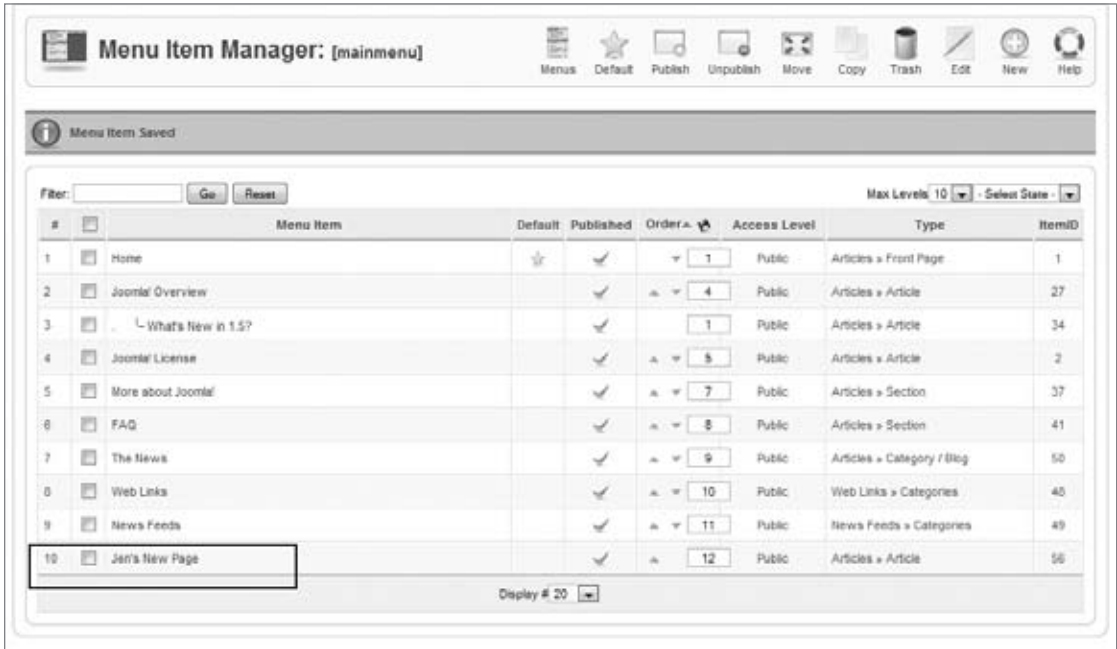 Menu Item Manager: [mainmenu]
Menus Default Publish Unpublish Move Copy Trash Edit New Help
Menu Item Saved
Filter: Go Reset Max Levels 10 - Select State -
# Menu Item Default Published Order Access Level Type ItemID
1 Home 1 Public Articles » Front Page 1
2 Joomla! Overview 4 Public Articles » Article 27
3 . What's New in 1.5? 1 Public Articles » Article 34
4 Joomla! License 5 Public Articles » Article 2
5 More about Joomla! 7 Public Articles » Section 37
6 FAQ 8 Public Articles » Section 41
7 The News 9 Public Articles » Category / Blog 50
8 Web Links 10 Public Web Links » Categories 48
9 News Feeds 11 Public News Feeds » Categories 49
10 Jen's New Page 12 Public Articles » Article 56
Display # 20